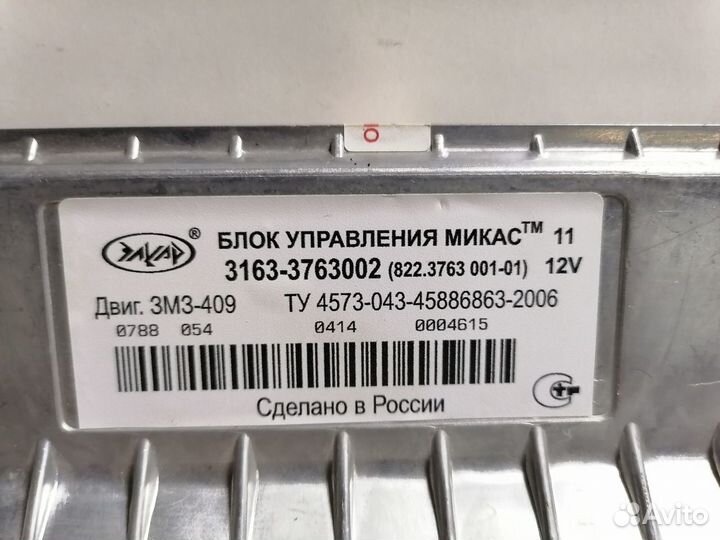 ЭЛКАР® БЛОК УПРАВЛЕНИЯ МИКАС™ 11
3163-3763002 (822.3763 001-01) 12V
Двиг. ЗМЗ-409 ТУ 4573-043-45886863-2006
0788 054 0414 0004615
Сделано в России
Avito